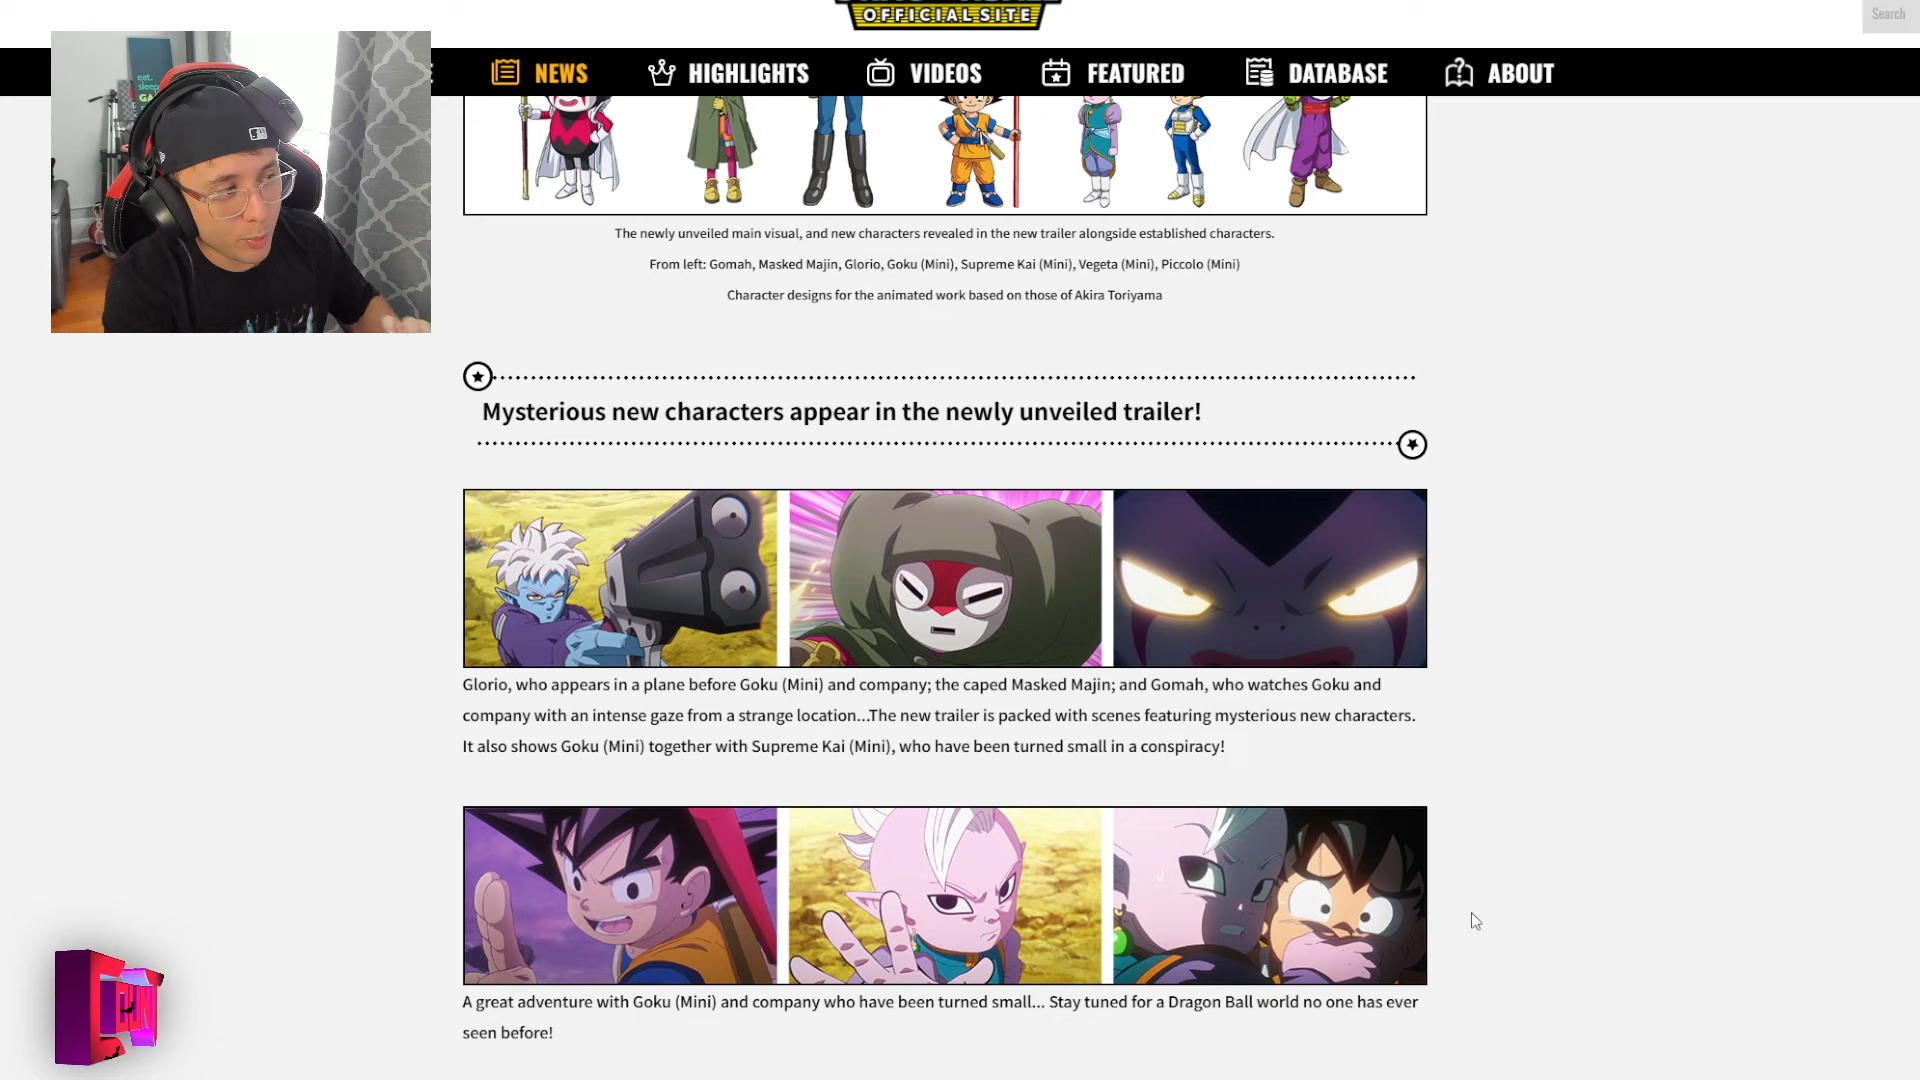 OFFICIAL SITE
Search
NEWS
HIGHLIGHTS
VIDEOS
FEATURED
DATABASE
ABOUT
eat.
sleep
GA
The newly unveiled main visual, and new characters revealed in the new trailer alongside established characters.
From left: Gomah, Masked Majin, Glorio, Goku (Mini), Supreme Kai (Mini), Vegeta (Mini), Piccolo (Mini)
Character designs for the animated work based on those of Akira Toriyama
Mysterious new characters appear in the newly unveiled trailer!
Glorio, who appears in a plane before Goku (Mini) and company; the caped Masked Majin; and Gomah, who watches Goku and
company with an intense gaze from a strange location...The new trailer is packed with scenes featuring mysterious new characters.
It also shows Goku (Mini) together with Supreme Kai (Mini), who have been turned small in a conspiracy!
A great adventure with Goku (Mini) and company who have been turned small... Stay tuned for a Dragon Ball world no one has ever
seen before!